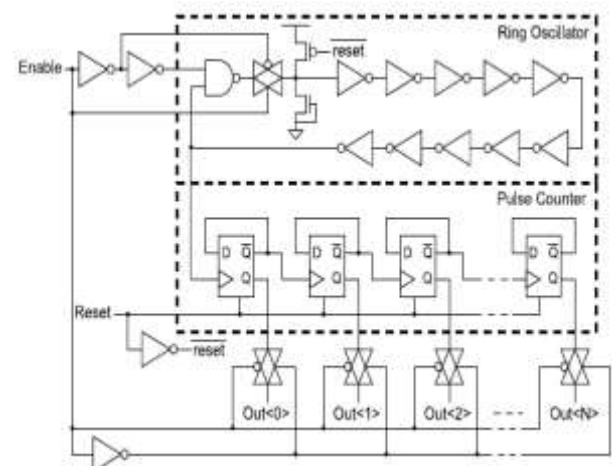 Ring Oscillator
reset
Enable
Pulse Counter
D Q D Q D Q D Q
Q Q Q Q
Reset
reset
Out<0> Out<1> Out<2> Out<N>